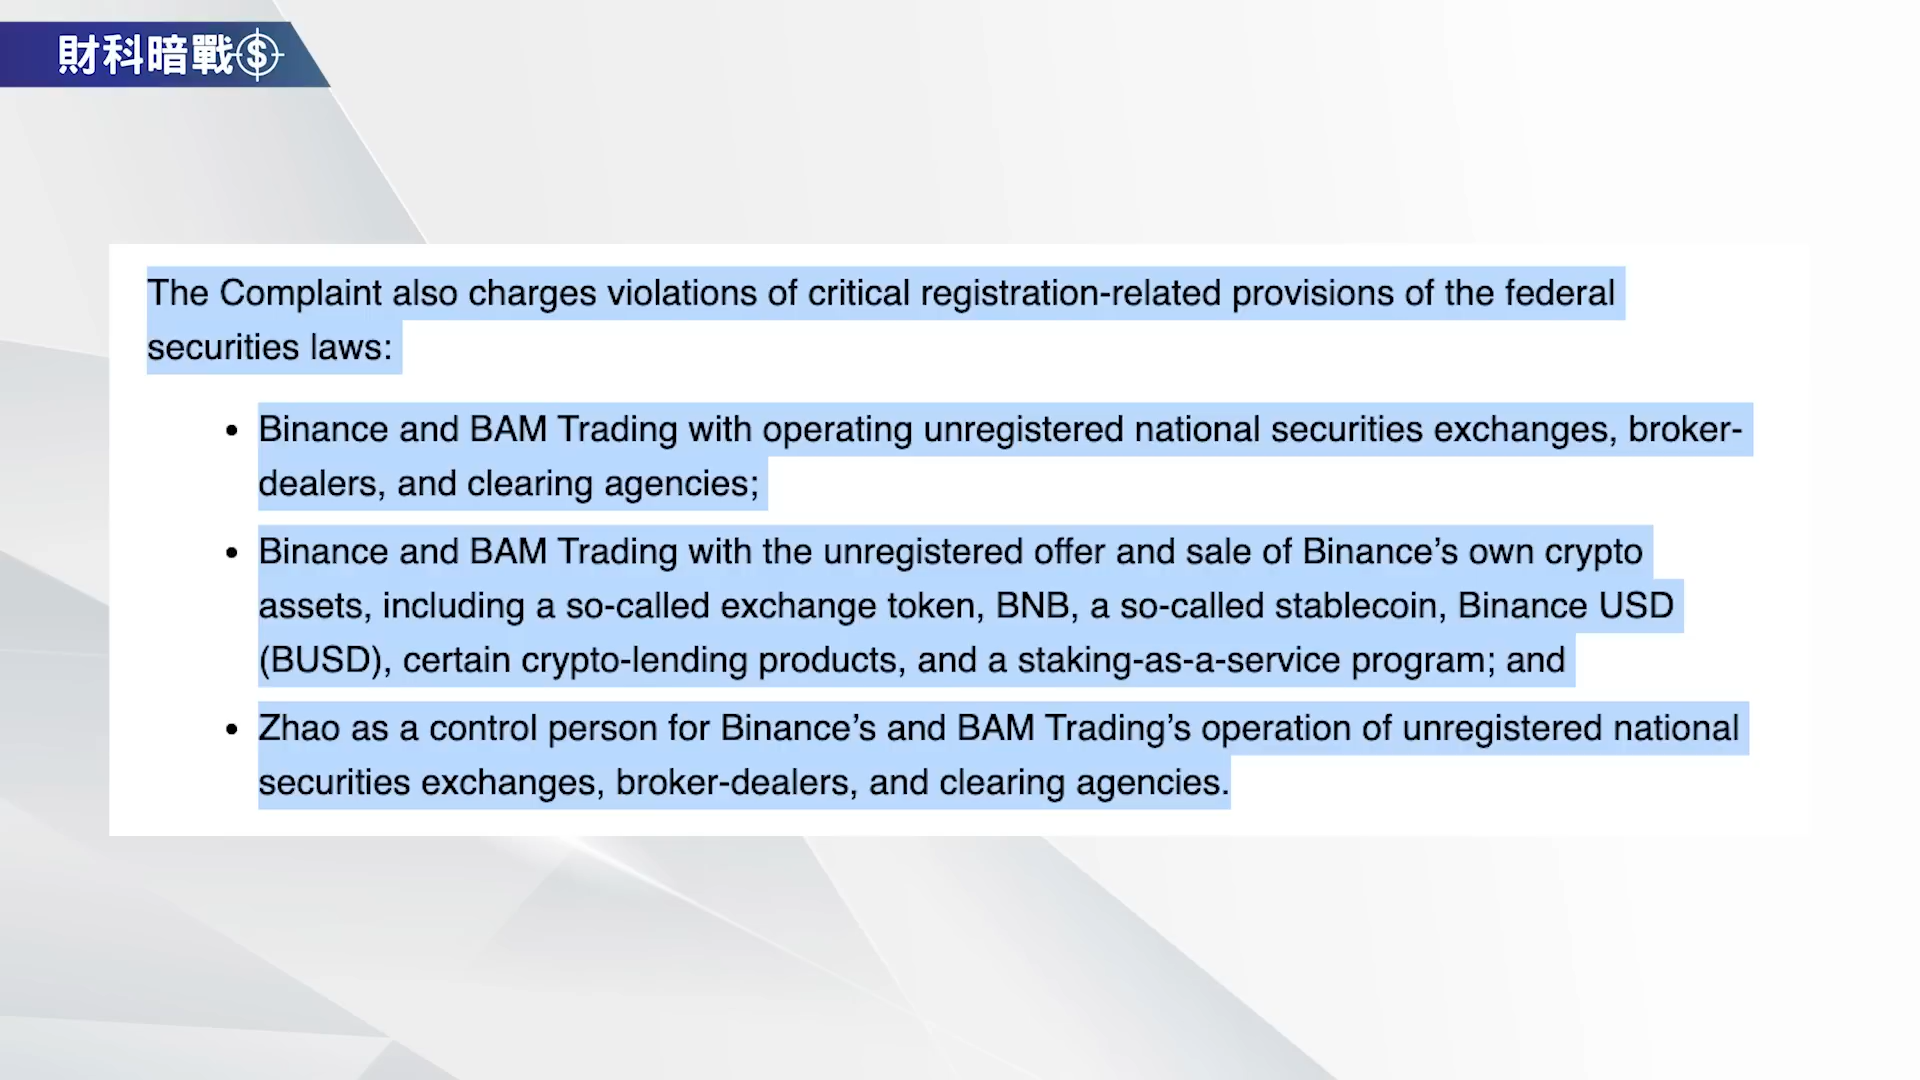 財科暗戰$
The Complaint also charges violations of critical registration-related provisions of the federal
securities laws:
• Binance and BAM Trading with operating unregistered national securities exchanges, broker-
dealers, and clearing agencies;
• Binance and BAM Trading with the unregistered offer and sale of Binance’s own crypto
assets, including a so-called exchange token, BNB, a so-called stablecoin, Binance USD
(BUSD), certain crypto-lending products, and a staking-as-a-service program; and
• Zhao as a control person for Binance’s and BAM Trading’s operation of unregistered national
securities exchanges, broker-dealers, and clearing agencies.